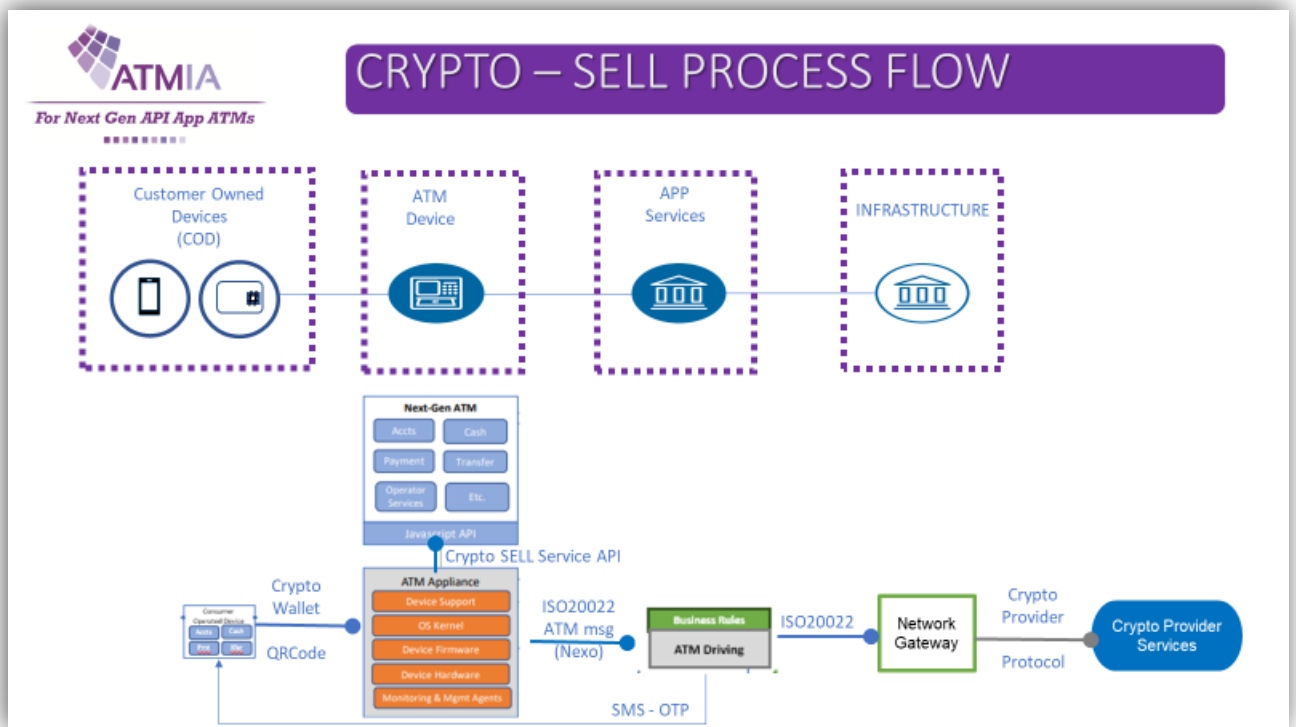 ATMIA
For Next Gen API App ATMs
CRYPTO – SELL PROCESS FLOW
Customer Owned
Devices
(COD)
ATM
Device
APP
Services
INFRASTRUCTURE
Next-Gen ATM
Accts
Cash
Payment
Transfer
Operator
Services
Etc.
Javascript API
Crypto SELL Service API
Consumer
Operated Device
Accts
Cash
Crypto
Wallet
QRCode
ATM Appliance
Device Support
OS Kernel
Device Firmware
Device Hardware
Monitoring & Mgmt Agents
ISO20022
ATM msg
(Nexo)
Business Rules
ATM Driving
ISO20022
Network
Gateway
Crypto
Provider
Protocol
Crypto Provider
Services
SMS - OTP